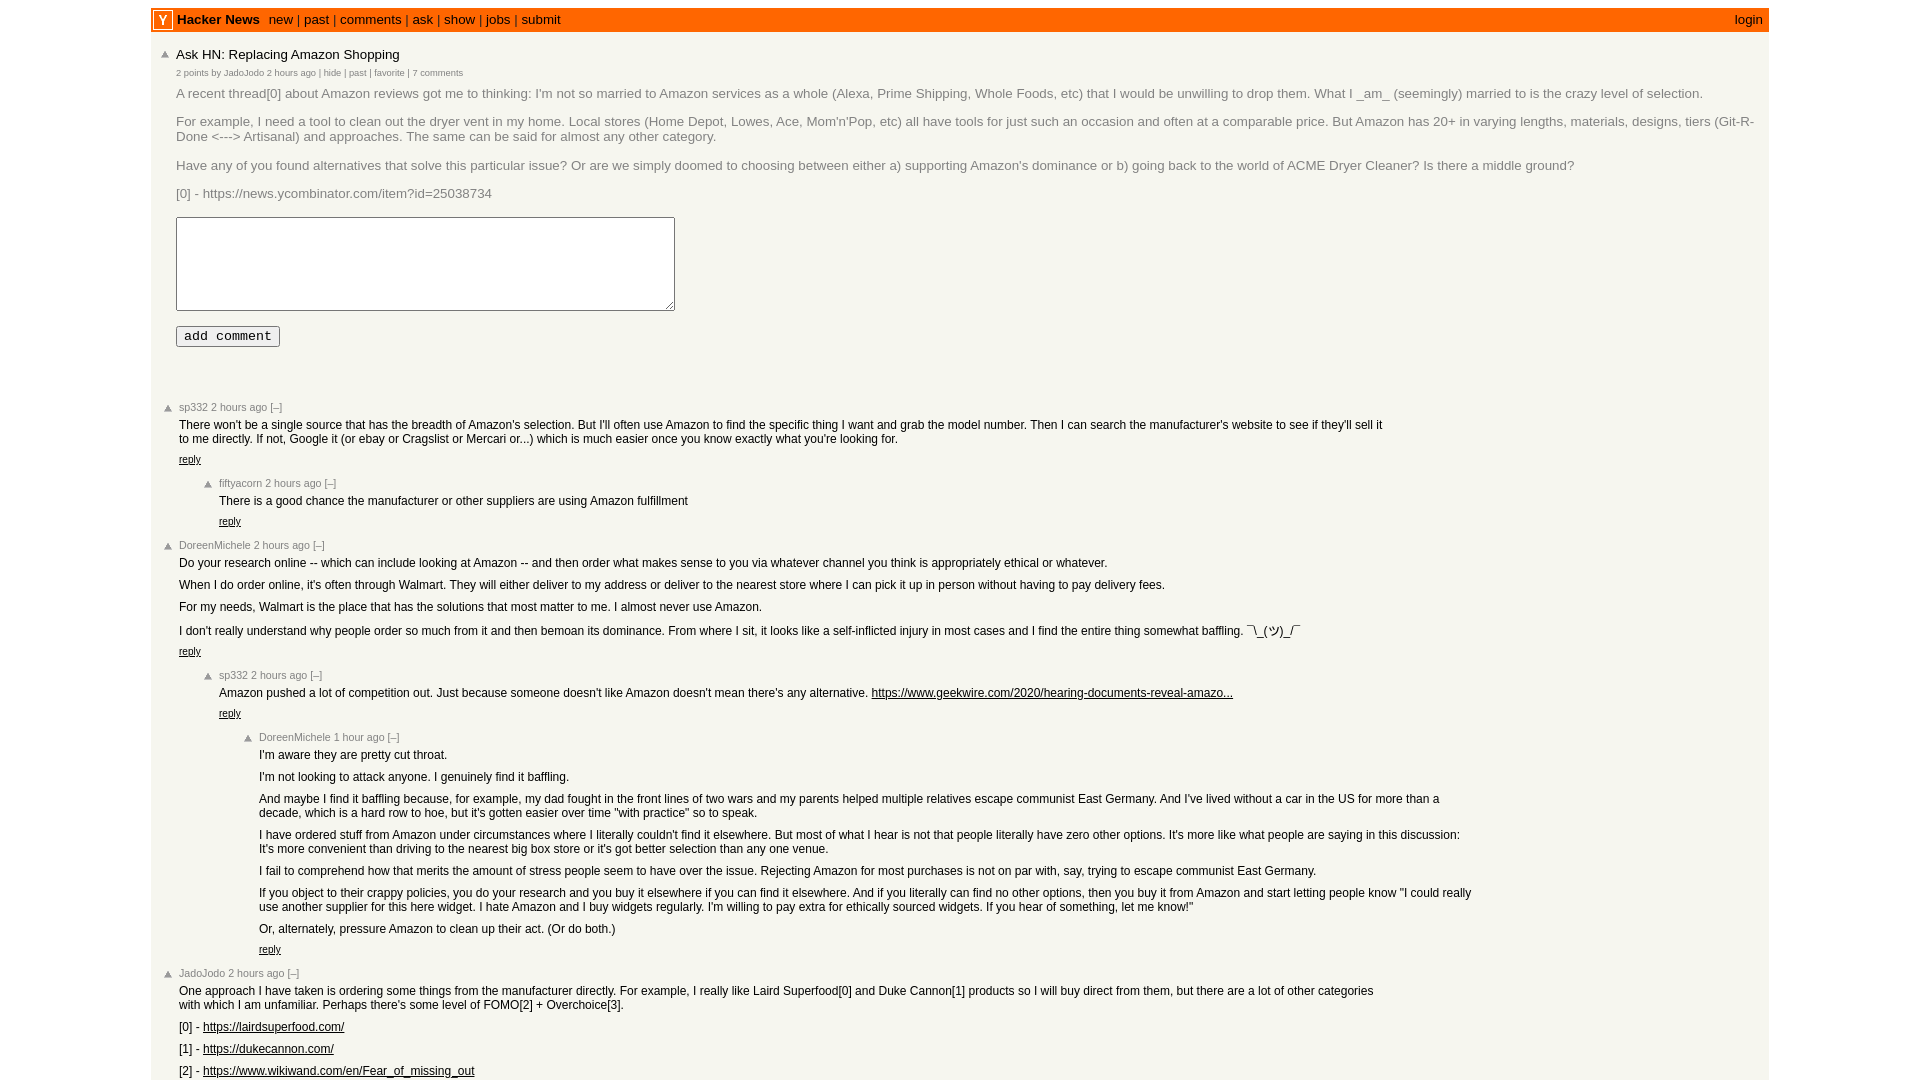 Y Hacker News new | past | comments | ask | show | jobs | submit login
Ask HN: Replacing Amazon Shopping
2 points by JadoJodo 2 hours ago | hide | past | favorite | 7 comments
A recent thread[0] about Amazon reviews got me to thinking: I'm not so married to Amazon services as a whole (Alexa, Prime Shipping, Whole Foods, etc) that I would be unwilling to drop them. What I _am_ (seemingly) married to is the crazy level of selection.
For example, I need a tool to clean out the dryer vent in my home. Local stores (Home Depot, Lowes, Ace, Mom'n'Pop, etc) all have tools for just such an occasion and often at a comparable price. But Amazon has 20+ in varying lengths, materials, designs, tiers (Git-R-
Done <---> Artisanal) and approaches. The same can be said for almost any other category.
Have any of you found alternatives that solve this particular issue? Or are we simply doomed to choosing between either a) supporting Amazon's dominance or b) going back to the world of ACME Dryer Cleaner? Is there a middle ground?
[0] - https://news.ycombinator.com/item?id=25038734
add comment
sp332 2 hours ago [–]
There won't be a single source that has the breadth of Amazon's selection. But I'll often use Amazon to find the specific thing I want and grab the model number. Then I can search the manufacturer's website to see if they'll sell it
to me directly. If not, Google it (or ebay or Cragslist or Mercari or...) which is much easier once you know exactly what you're looking for.
reply
fiftyacorn 2 hours ago [–]
There is a good chance the manufacturer or other suppliers are using Amazon fulfillment
reply
DoreenMichele 2 hours ago [–]
Do your research online -- which can include looking at Amazon -- and then order what makes sense to you via whatever channel you think is appropriately ethical or whatever.
When I do order online, it's often through Walmart. They will either deliver to my address or deliver to the nearest store where I can pick it up in person without having to pay delivery fees.
For my needs, Walmart is the place that has the solutions that most matter to me. I almost never use Amazon.
I don't really understand why people order so much from it and then bemoan its dominance. From where I sit, it looks like a self-inflicted injury in most cases and I find the entire thing somewhat baffling. ¯\_(ツ)_/¯
reply
sp332 2 hours ago [–]
Amazon pushed a lot of competition out. Just because someone doesn't like Amazon doesn't mean there's any alternative. https://www.geekwire.com/2020/hearing-documents-reveal-amazo...
reply
DoreenMichele 1 hour ago [–]
I'm aware they are pretty cut throat.
I'm not looking to attack anyone. I genuinely find it baffling.
And maybe I find it baffling because, for example, my dad fought in the front lines of two wars and my parents helped multiple relatives escape communist East Germany. And I've lived without a car in the US for more than a
decade, which is a hard row to hoe, but it's gotten easier over time "with practice" so to speak.
I have ordered stuff from Amazon under circumstances where I literally couldn't find it elsewhere. But most of what I hear is not that people literally have zero other options. It's more like what people are saying in this discussion:
It's more convenient than driving to the nearest big box store or it's got better selection than any one venue.
I fail to comprehend how that merits the amount of stress people seem to have over the issue. Rejecting Amazon for most purchases is not on par with, say, trying to escape communist East Germany.
If you object to their crappy policies, you do your research and you buy it elsewhere if you can find it elsewhere. And if you literally can find no other options, then you buy it from Amazon and start letting people know "I could really
use another supplier for this here widget. I hate Amazon and I buy widgets regularly. I'm willing to pay extra for ethically sourced widgets. If you hear of something, let me know!"
Or, alternately, pressure Amazon to clean up their act. (Or do both.)
reply
JadoJodo 2 hours ago [–]
One approach I have taken is ordering some things from the manufacturer directly. For example, I really like Laird Superfood[0] and Duke Cannon[1] products so I will buy direct from them, but there are a lot of other categories
with which I am unfamiliar. Perhaps there's some level of FOMO[2] + Overchoice[3].
[0] - https://lairdsuperfood.com/
[1] - https://dukecannon.com/
[2] - https://www.wikiwand.com/en/Fear_of_missing_out